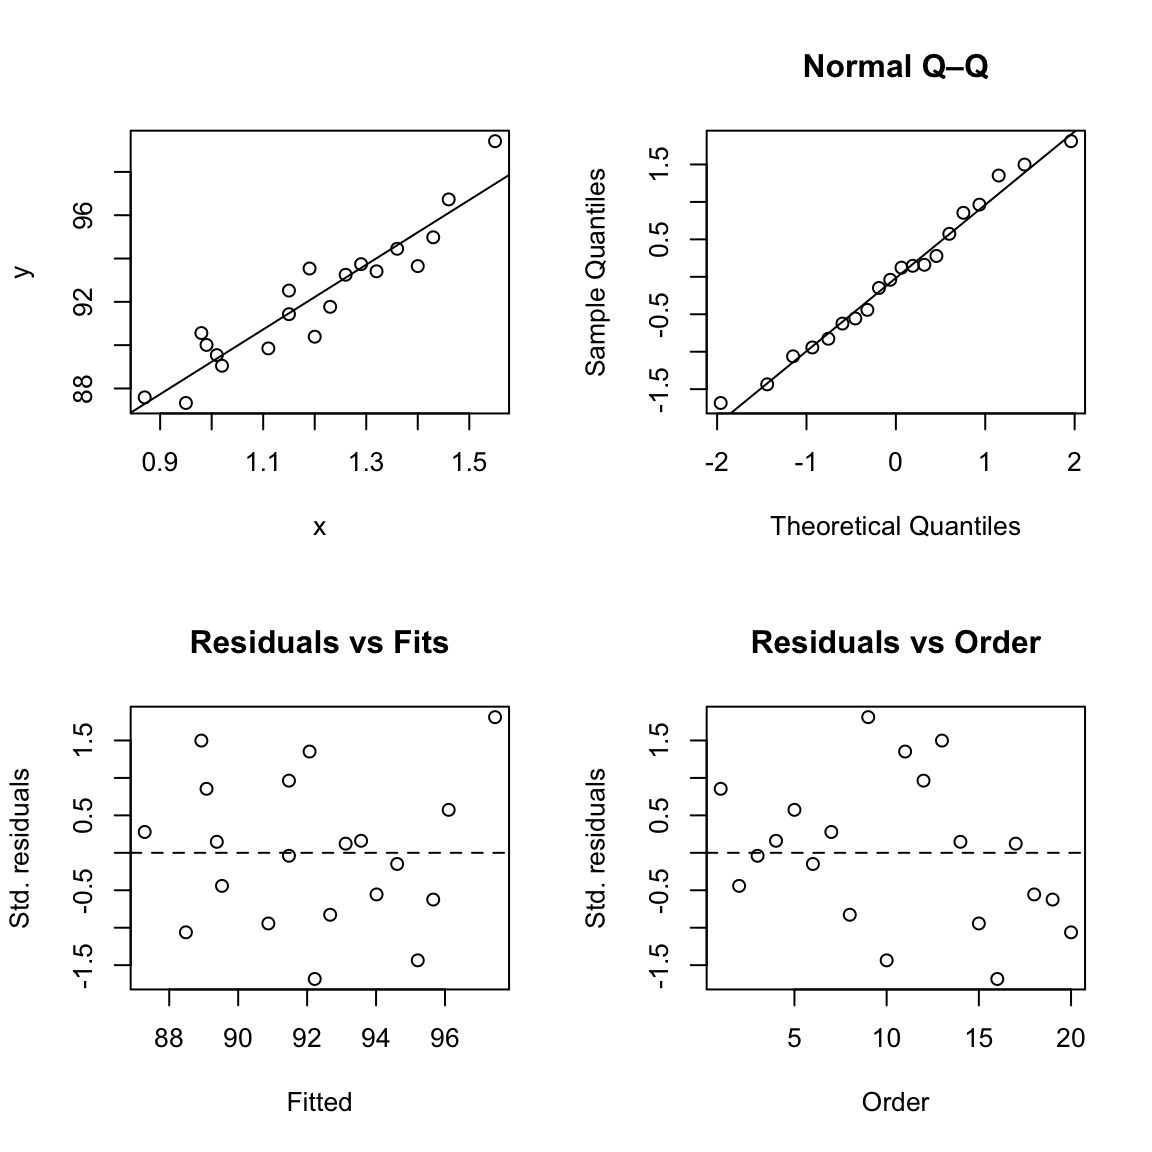 y
96
92
88
0.9 1.1 1.3 1.5
x
Normal Q–Q
Sample Quantiles
1.5
0.5
-0.5
-1.5
-2 -1 0 1 2
Theoretical Quantiles
Residuals vs Fits
Std. residuals
1.5
0.5
-0.5
-1.5
88 90 92 94 96
Fitted
Residuals vs Order
Std. residuals
1.5
0.5
-0.5
-1.5
5 10 15 20
Order